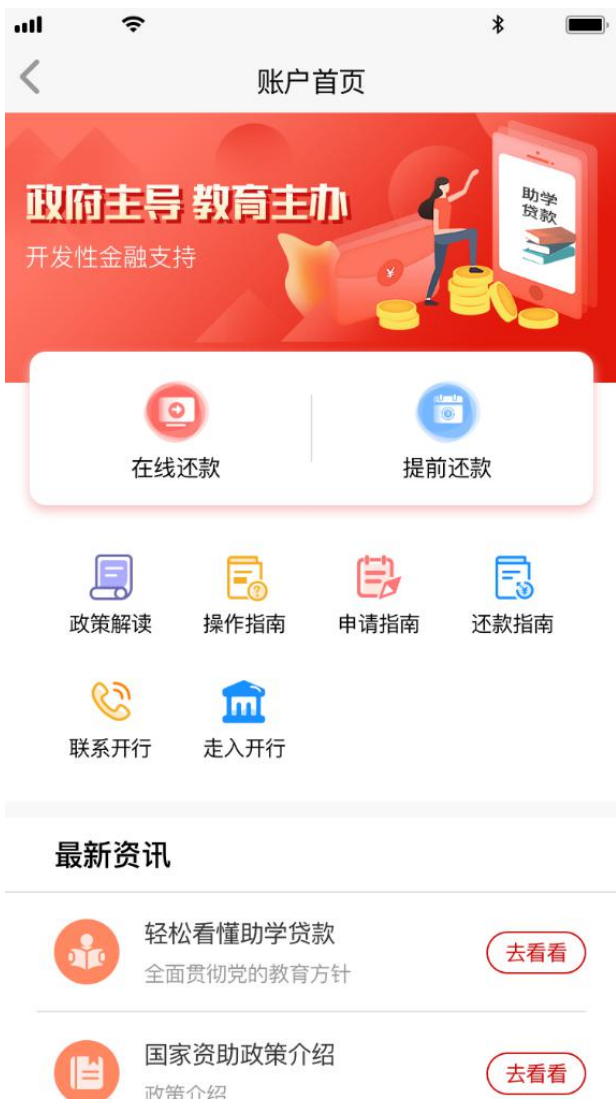 账户首页
政府主导 教育主办
开发性金融支持
助学
贷款
¥
在线还款
提前还款
政策解读 操作指南 申请指南 还款指南
联系开行 走入开行
最新资讯
轻松看懂助学贷款
全面贯彻党的教育方针
去看看
国家资助政策介绍
政策介绍
去看看